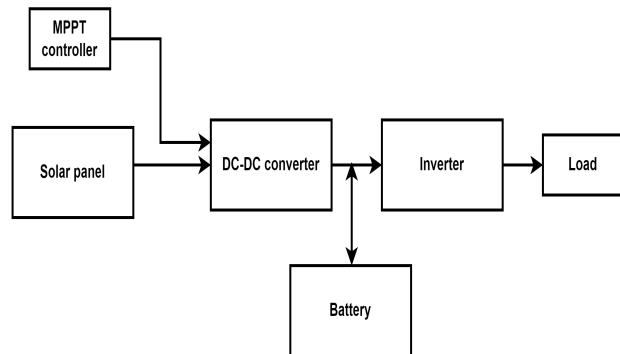 MPPT
controller
Solar panel
DC-DC converter
Inverter
Load
Battery